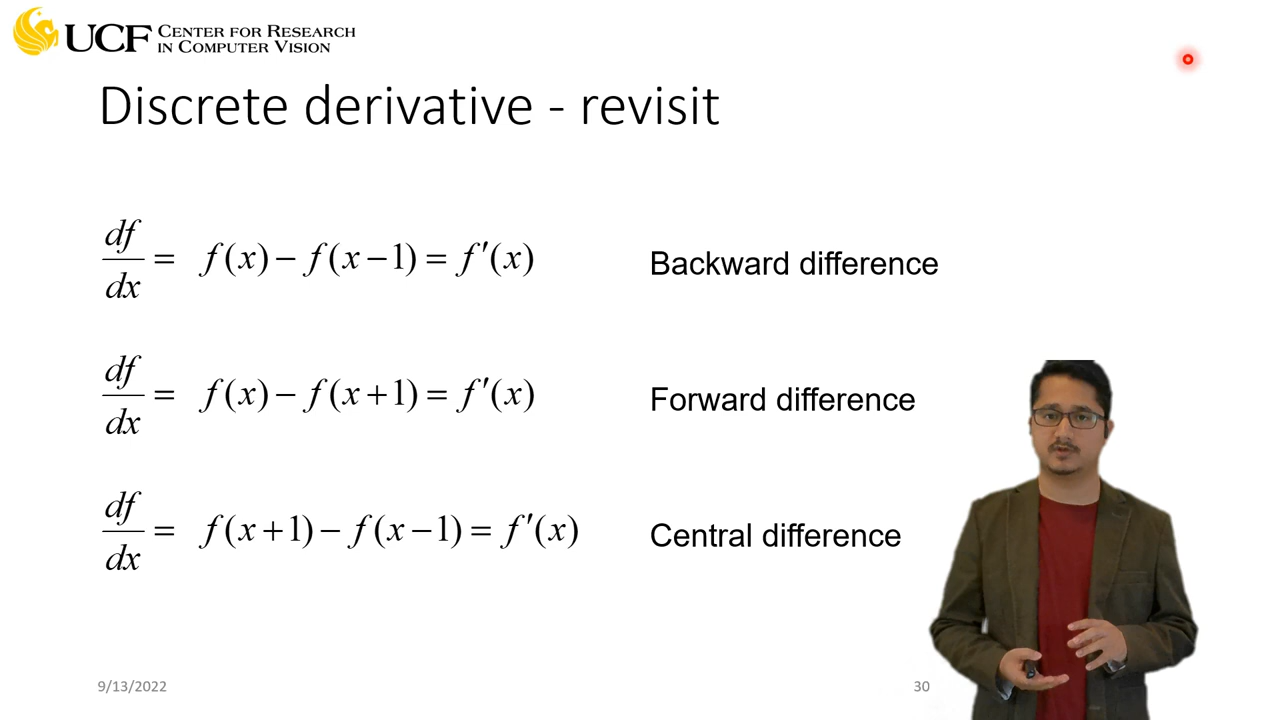 UCF CENTER FOR RESEARCH
IN COMPUTER VISION
Discrete derivative - revisit
df/dx = f(x) − f(x−1) = f′(x) Backward difference
df/dx = f(x) − f(x+1) = f′(x) Forward difference
df/dx = f(x+1) − f(x−1) = f′(x) Central difference
9/13/2022 30